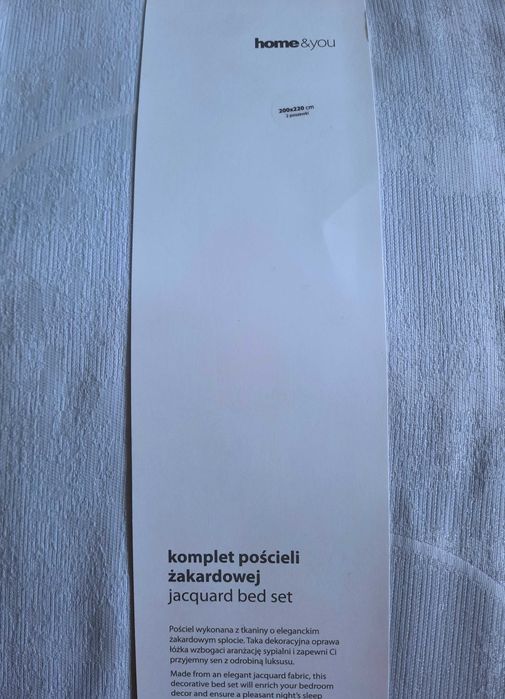 home&you
200x220 cm
2 poszewki
komplet pościeli
żakardowej
jacquard bed set
Pościel wykonana z tkaniny o eleganckim
żakardowym splocie. Taka dekoracyjna oprawa
łóżka wzbogaci aranżację sypialni i zapewni Ci
przyjemny sen z odrobiną luksusu.
Made from an elegant jacquard fabric, this
decorative bed set will enrich your bedroom
decor and ensure a pleasant night's sleep